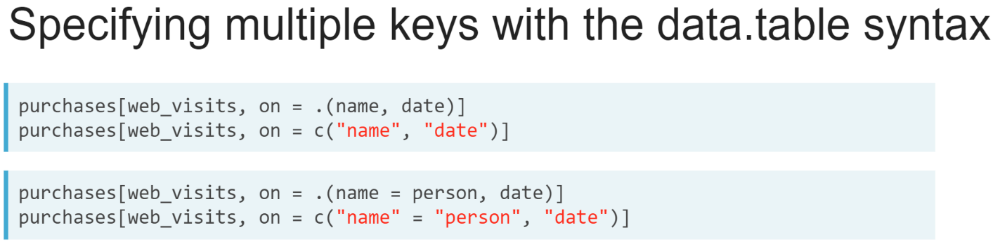 Specifying multiple keys with the data.table syntax
purchases[web_visits, on = .(name, date)]
purchases[web_visits, on = c("name", "date")]
purchases[web_visits, on = .(name = person, date)]
purchases[web_visits, on = c("name" = "person", "date")]